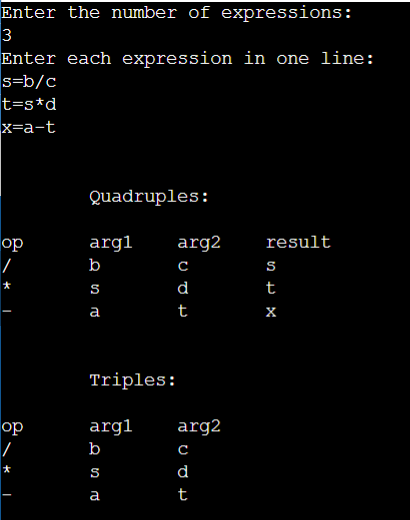 Enter the number of expressions:
3
Enter each expression in one line:
s=b/c
t=s*d
x=a-t
Quadruples:
op arg1 arg2 result
/ b c s
* s d t
- a t x
Triples:
op arg1 arg2
/ b c
* s d
- a t